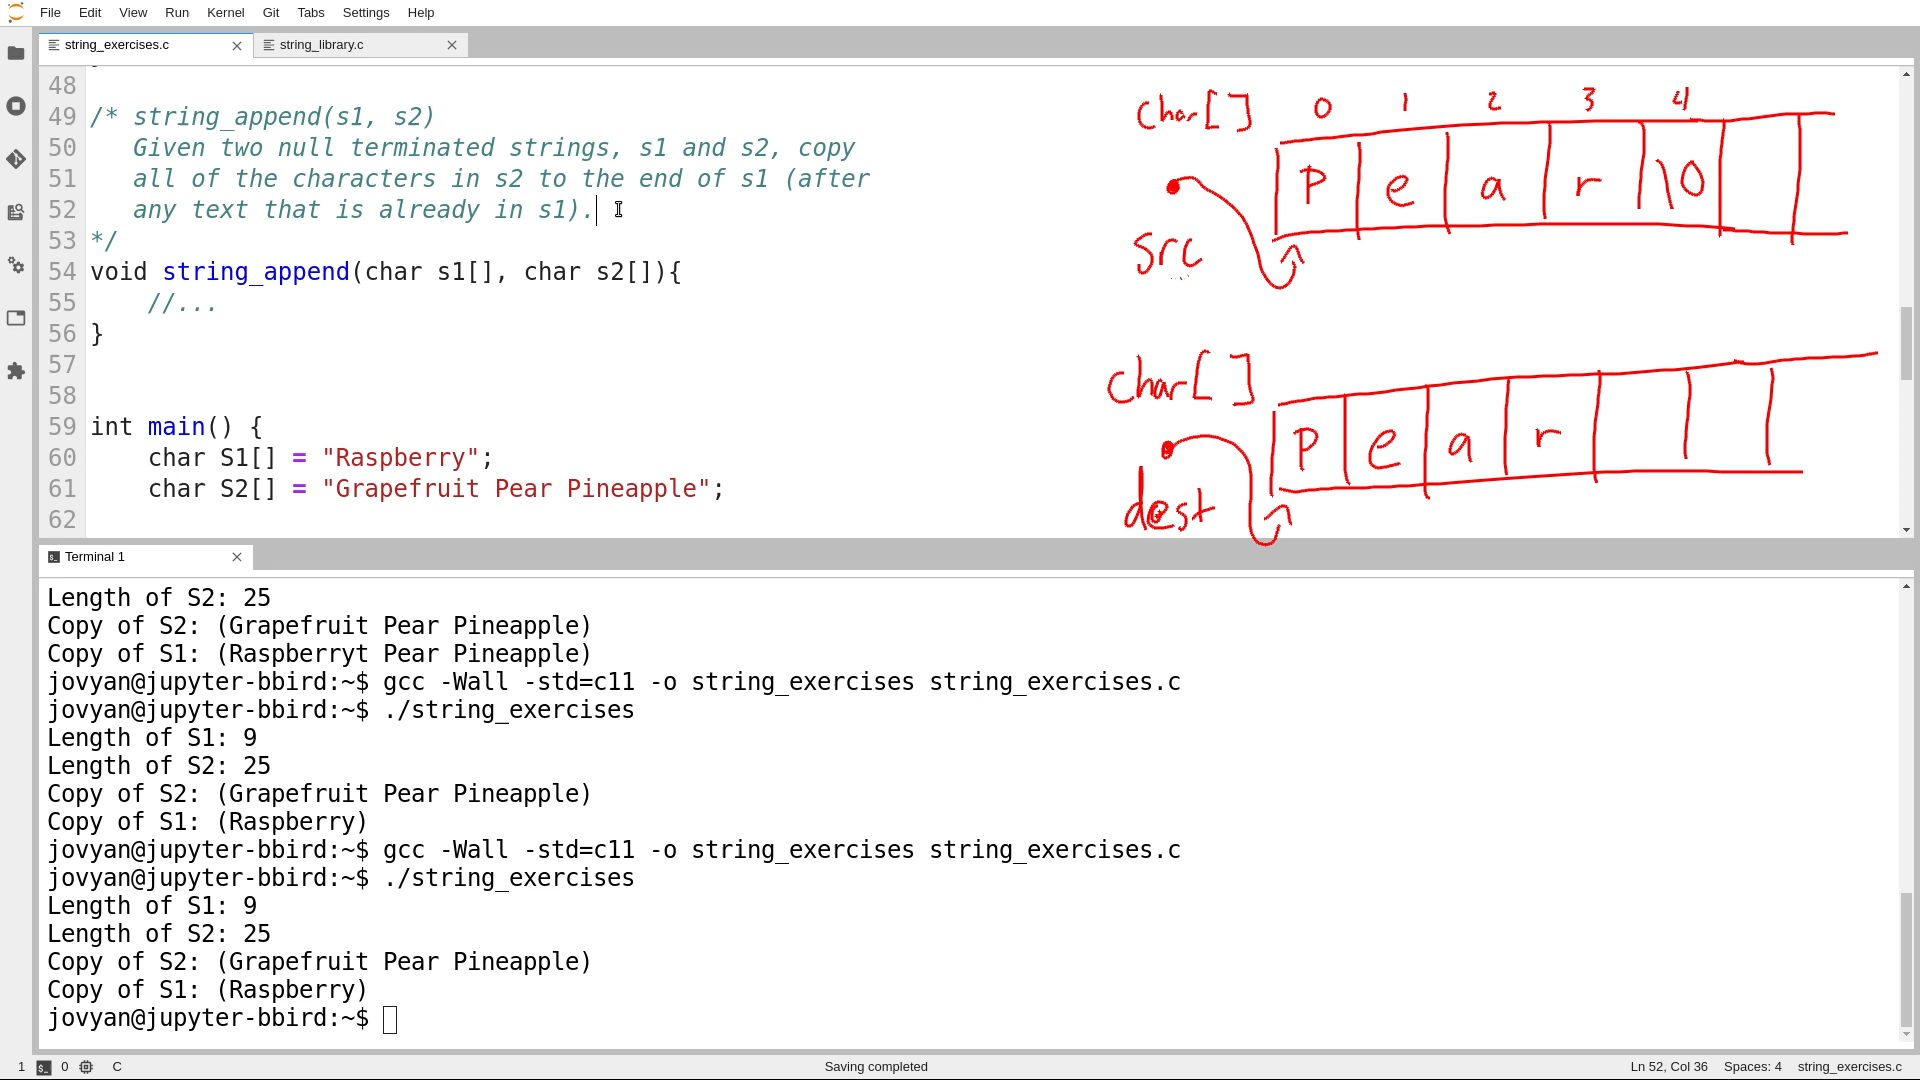 File Edit View Run Kernel Git Tabs Settings Help
string_exercises.c
string_library.c
48
49 /* string_append(s1, s2)
50 Given two null terminated strings, s1 and s2, copy
51 all of the characters in s2 to the end of s1 (after
52 any text that is already in s1).
53 */
54 void string_append(char s1[], char s2[]){
55 //...
56 }
57
58
59 int main() {
60 char S1[] = "Raspberry";
61 char S2[] = "Grapefruit Pear Pineapple";
62
char[] 0 1 2 3 4
P e a r \0
src
char[]
P e a r
dest
Terminal 1
Length of S2: 25
Copy of S2: (Grapefruit Pear Pineapple)
Copy of S1: (Raspberryt Pear Pineapple)
jovyan@jupyter-bbird:~$ gcc -Wall -std=c11 -o string_exercises string_exercises.c
jovyan@jupyter-bbird:~$ ./string_exercises
Length of S1: 9
Length of S2: 25
Copy of S2: (Grapefruit Pear Pineapple)
Copy of S1: (Raspberry)
jovyan@jupyter-bbird:~$ gcc -Wall -std=c11 -o string_exercises string_exercises.c
jovyan@jupyter-bbird:~$ ./string_exercises
Length of S1: 9
Length of S2: 25
Copy of S2: (Grapefruit Pear Pineapple)
Copy of S1: (Raspberry)
jovyan@jupyter-bbird:~$
1 $_ 0 C Saving completed Ln 52, Col 36 Spaces: 4 string_exercises.c